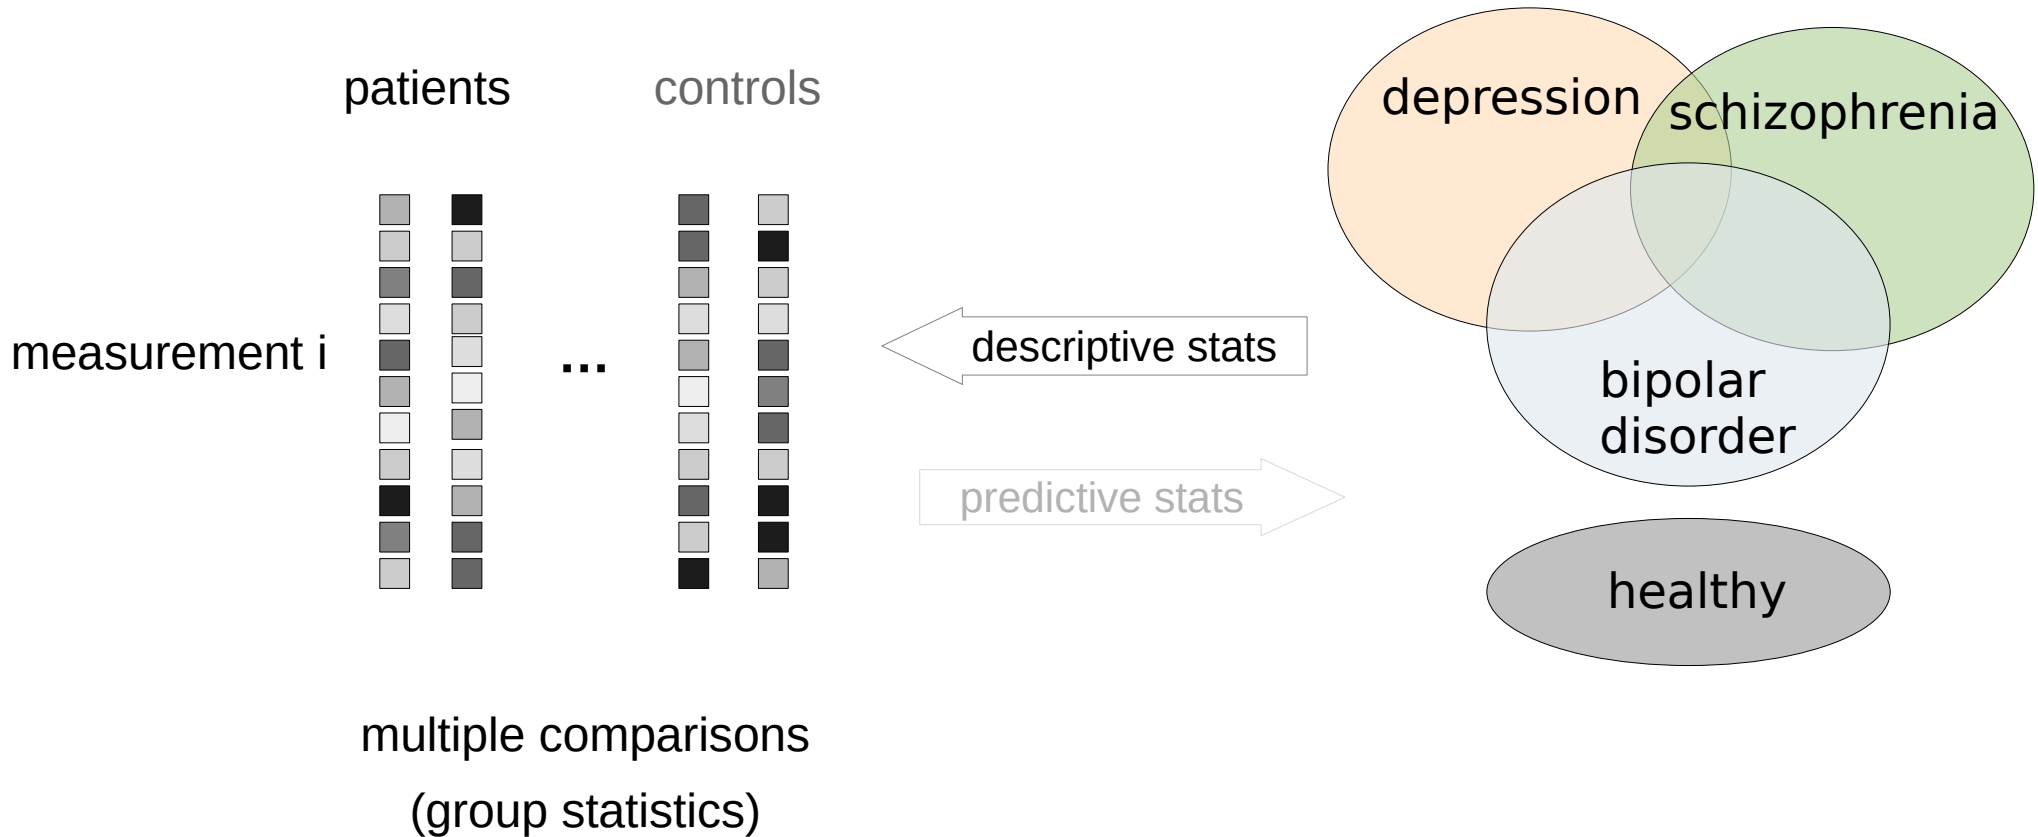 patients
controls
depression
schizophrenia
measurement i
...
descriptive stats
bipolar
disorder
predictive stats
healthy
multiple comparisons
(group statistics)